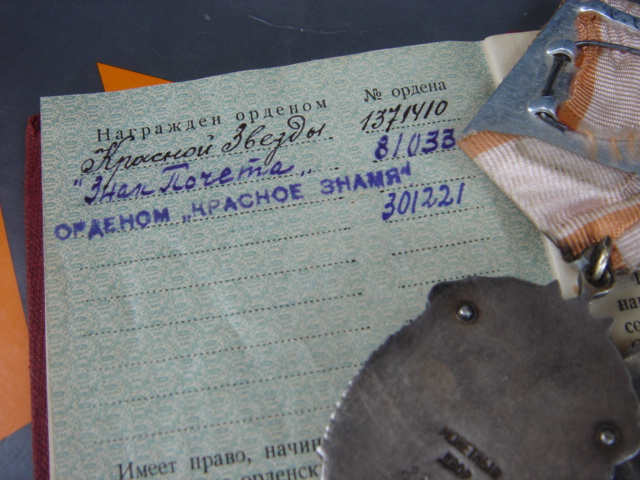 Награжден орденом № ордена
Красной Звезды 1371410
"Знак Почета" 81033
ОРДЕНОМ „КРАСНОЕ ЗНАМЯ" 301221
Имеет право, начин
орденск
МОНЕТНЫЙ
ДВОР